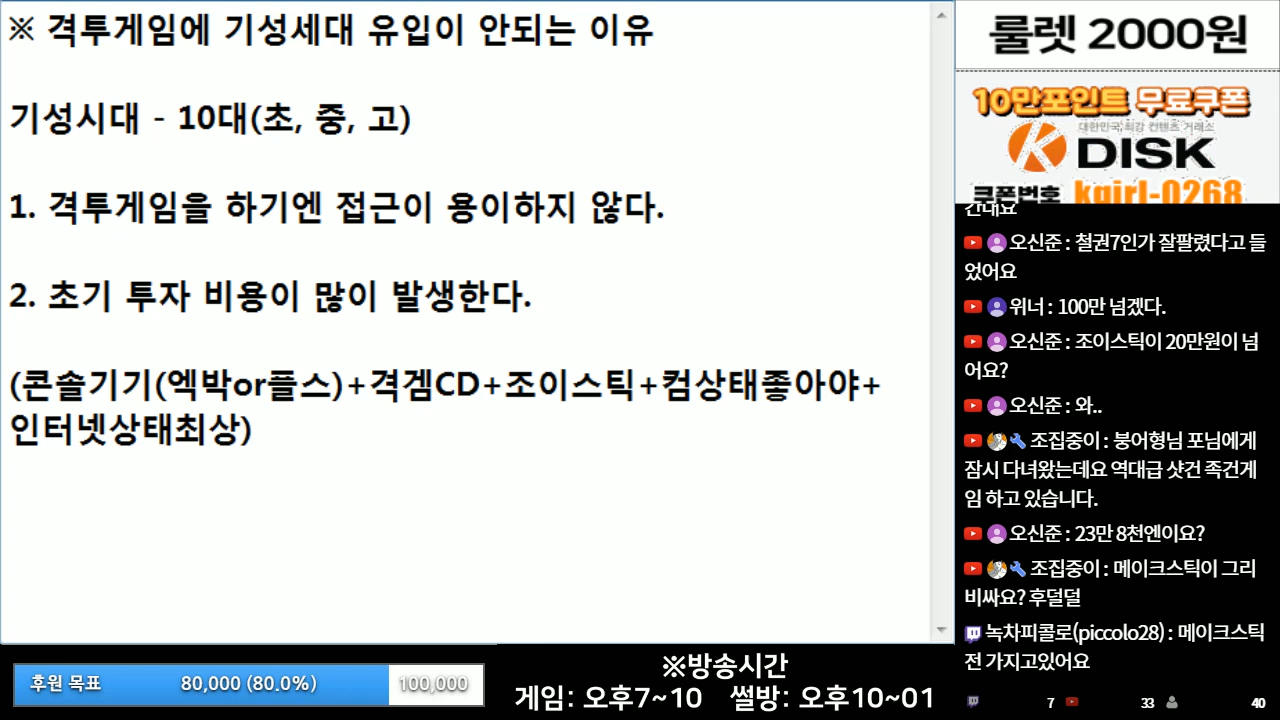 ※ 격투게임에 기성세대 유입이 안되는 이유
기성시대 - 10대(초, 중, 고)
1. 격투게임을 하기엔 접근이 용이하지 않다.
2. 초기 투자 비용이 많이 발생한다.
(콘솔기기(엑박or플스)+격겜CD+조이스틱+컴상태좋아야+
인터넷상태최상)
룰렛 2000원
10만포인트 무료쿠폰
대한민국 최강 컨텐츠 거래소
K DISK
쿠폰번호 kgirl-0268
간대요
오신준 : 철권7인가 잘팔렸다고 들
었어요
위너 : 100만 넘겠다.
오신준 : 조이스틱이 20만원이 넘
어요?
오신준 : 와..
조집중이 : 붕어형님 포님에게
잠시 다녀왔는데요 역대급 샷건 족건게
임 하고 있습니다.
오신준 : 23만 8천엔이요?
조집중이 : 메이크스틱이 그리
비싸요? 후덜덜
녹차피콜로(piccolo28) : 메이크스틱
전 가지고있어요
7 33 40
후원 목표 80,000 (80.0%) 100,000
※방송시간
게임: 오후7~10 썰방: 오후10~01